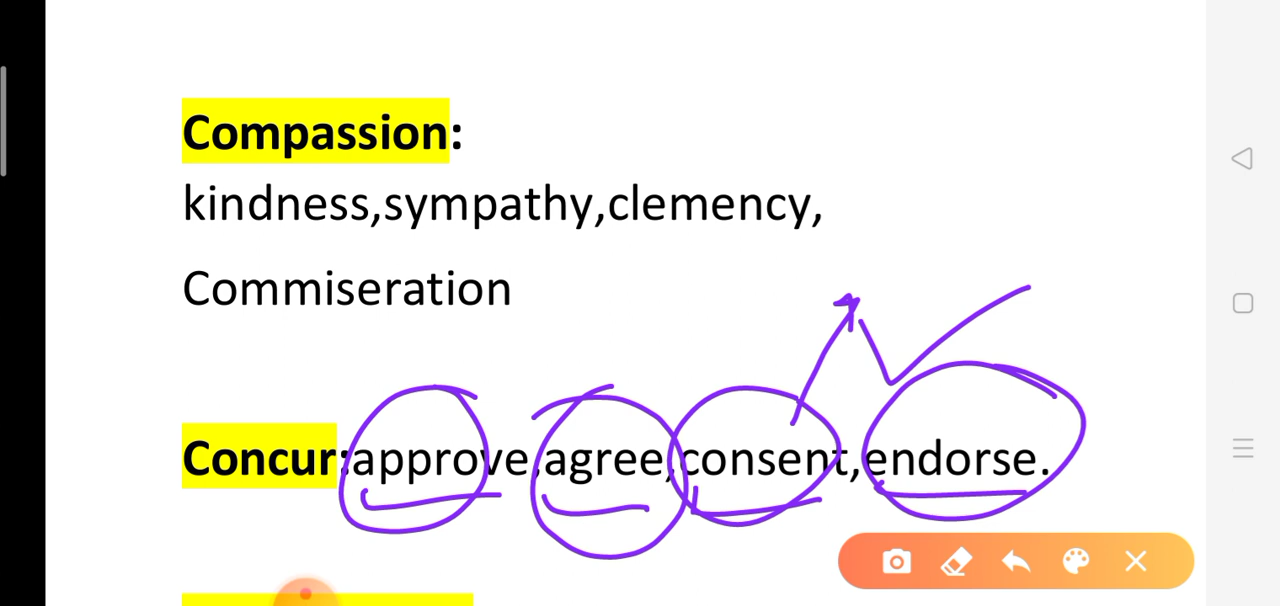 Compassion:
kindness,sympathy,clemency,
Commiseration
Concur:approve,agree,consent,endorse.